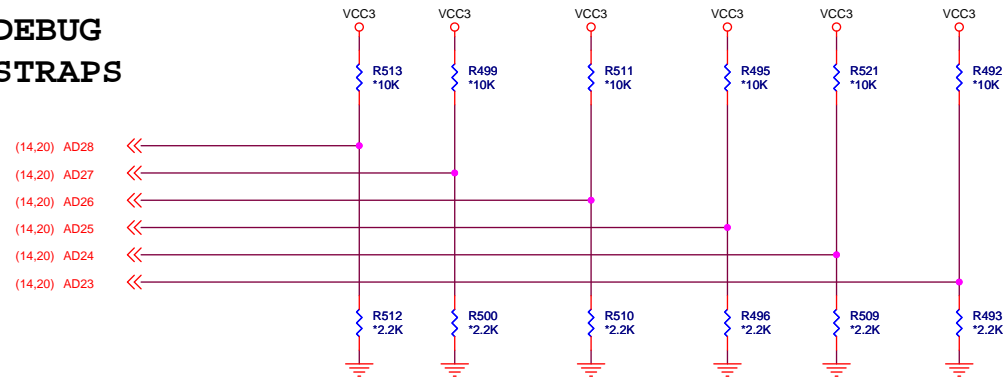 DEBUG
STRAPS
VCC3 VCC3 VCC3 VCC3 VCC3 VCC3
R513 R499 R511 R495 R521 R492
*10K *10K *10K *10K *10K *10K
(14,20) AD28
(14,20) AD27
(14,20) AD26
(14,20) AD25
(14,20) AD24
(14,20) AD23
R512 R500 R510 R496 R509 R493
*2.2K *2.2K *2.2K *2.2K *2.2K *2.2K